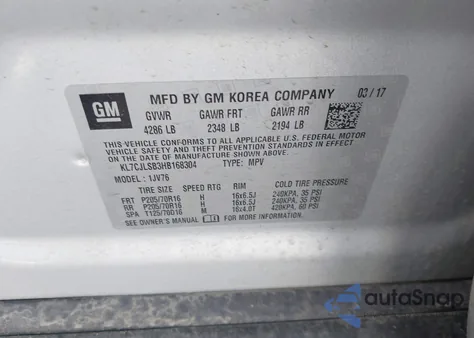 GM
MFD BY GM KOREA COMPANY 03/17
GVWR GAWR FRT GAWR RR
4286 LB 2348 LB 2194 LB
THIS VEHICLE CONFORMS TO ALL APPLICABLE U.S. FEDERAL MOTOR
VEHICLE SAFETY, BUMPER, AND THEFT PREVENTION STANDARDS IN
EFFECT ON THE DATE OF MANUFACTURE SHOWN ABOVE.
KL7CJLSB3HB168304 TYPE: MPV
MODEL: 1JV76
TIRE SIZE SPEED RTG RIM COLD TIRE PRESSURE
FRT P205/70R16 H 16x6.5J 240KPA, 35 PSI
RR P205/70R16 H 16x6.5J 240KPA, 35 PSI
SPA T125/70D16 M 16x4.0T 420KPA, 60 PSI
SEE OWNER'S MANUAL
autoSnap